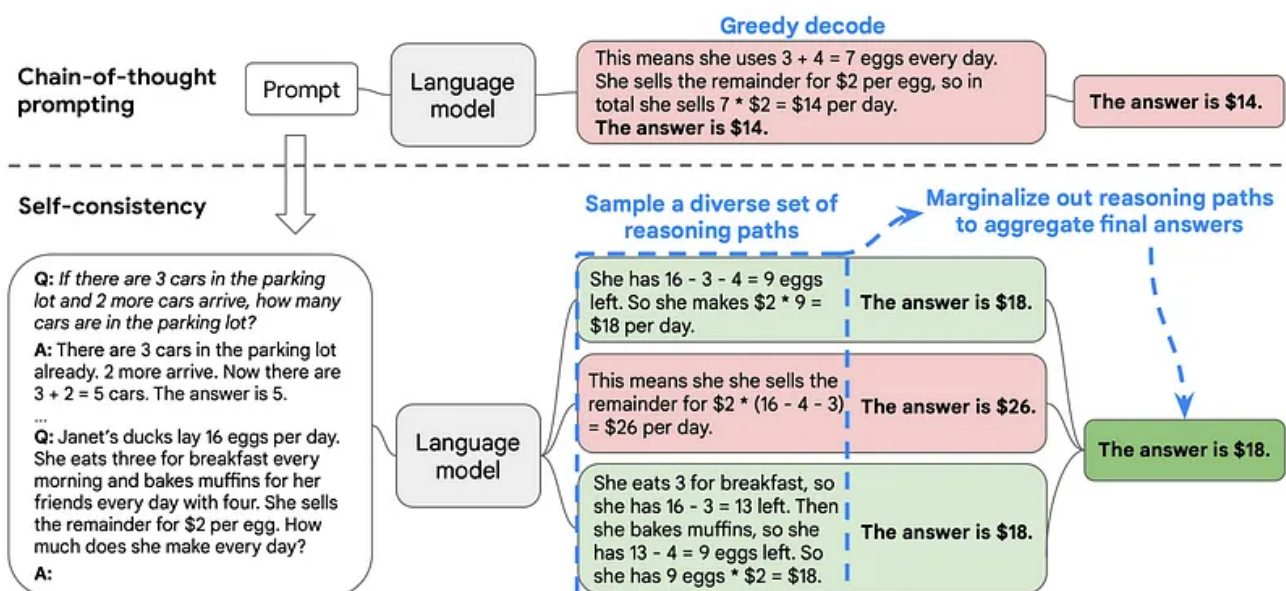 Greedy decode
Chain-of-thought
prompting
Prompt
Language
model
This means she uses 3 + 4 = 7 eggs every day.
She sells the remainder for $2 per egg, so in
total she sells 7 * $2 = $14 per day.
The answer is $14.
The answer is $14.
Self-consistency
Sample a diverse set of
reasoning paths
Marginalize out reasoning paths
to aggregate final answers
Q: If there are 3 cars in the parking
lot and 2 more cars arrive, how many
cars are in the parking lot?
A: There are 3 cars in the parking lot
already. 2 more arrive. Now there are
3 + 2 = 5 cars. The answer is 5.
...
Q: Janet's ducks lay 16 eggs per day.
She eats three for breakfast every
morning and bakes muffins for her
friends every day with four. She sells
the remainder for $2 per egg. How
much does she make every day?
A:
Language
model
She has 16 - 3 - 4 = 9 eggs
left. So she makes $2 * 9 =
$18 per day.
The answer is $18.
This means she she sells the
remainder for $2 * (16 - 4 - 3)
= $26 per day.
The answer is $26.
She eats 3 for breakfast, so
she has 16 - 3 = 13 left. Then
she bakes muffins, so she
has 13 - 4 = 9 eggs left. So
she has 9 eggs * $2 = $18.
The answer is $18.
The answer is $18.